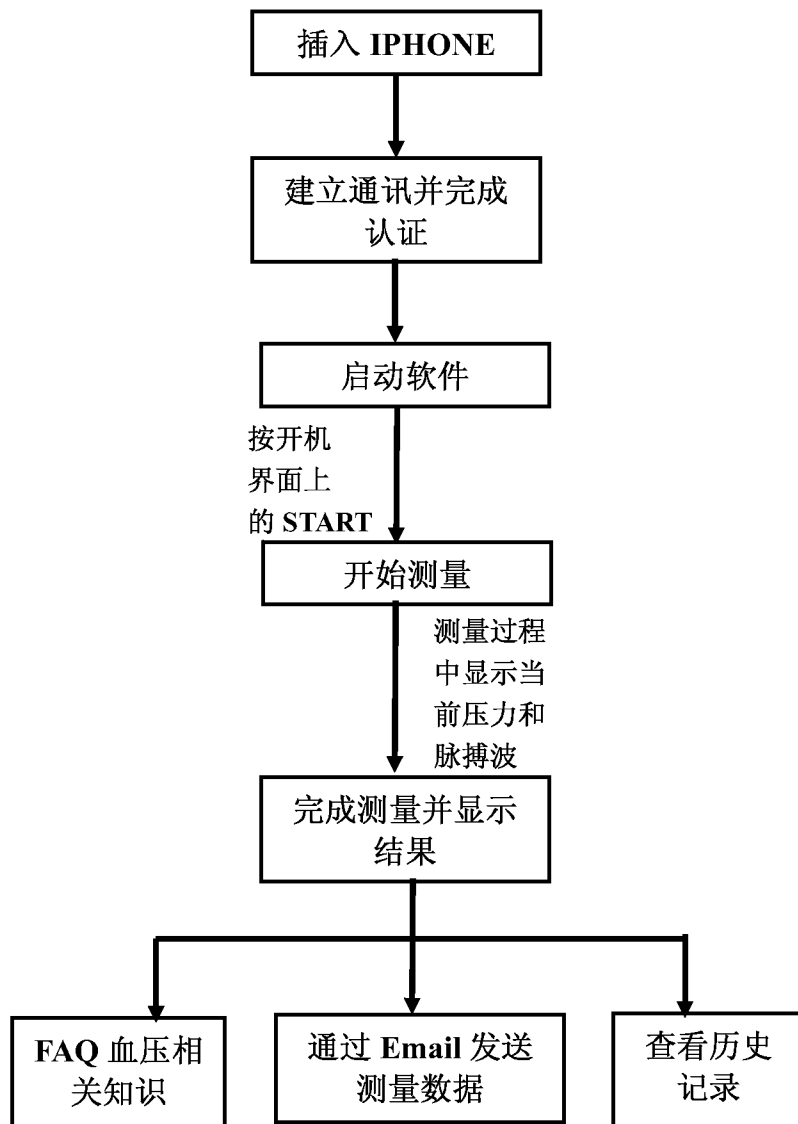 插入 IPHONE
建立通讯并完成
认证
启动软件
按开机
界面上
的 START
开始测量
测量过程
中显示当
前压力和
脉搏波
完成测量并显示
结果
FAQ 血压相
关知识
通过 Email 发送
测量数据
查看历史
记录